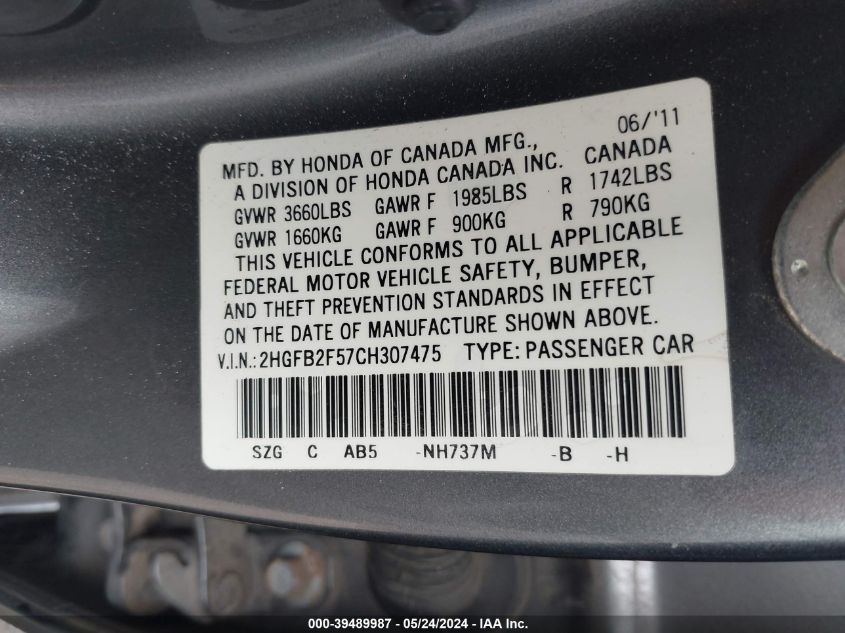 06/'11
MFD. BY HONDA OF CANADA MFG.,
A DIVISION OF HONDA CANADA INC. CANADA
GVWR 3660LBS GAWR F 1985LBS R 1742LBS
GVWR 1660KG GAWR F 900KG R 790KG
THIS VEHICLE CONFORMS TO ALL APPLICABLE
FEDERAL MOTOR VEHICLE SAFETY, BUMPER,
AND THEFT PREVENTION STANDARDS IN EFFECT
ON THE DATE OF MANUFACTURE SHOWN ABOVE.
V.I.N.: 2HGFB2F57CH307475 TYPE: PASSENGER CAR
SZG C AB5 -NH737M -B -H
000-39489987 - 05/24/2024 - IAA Inc.